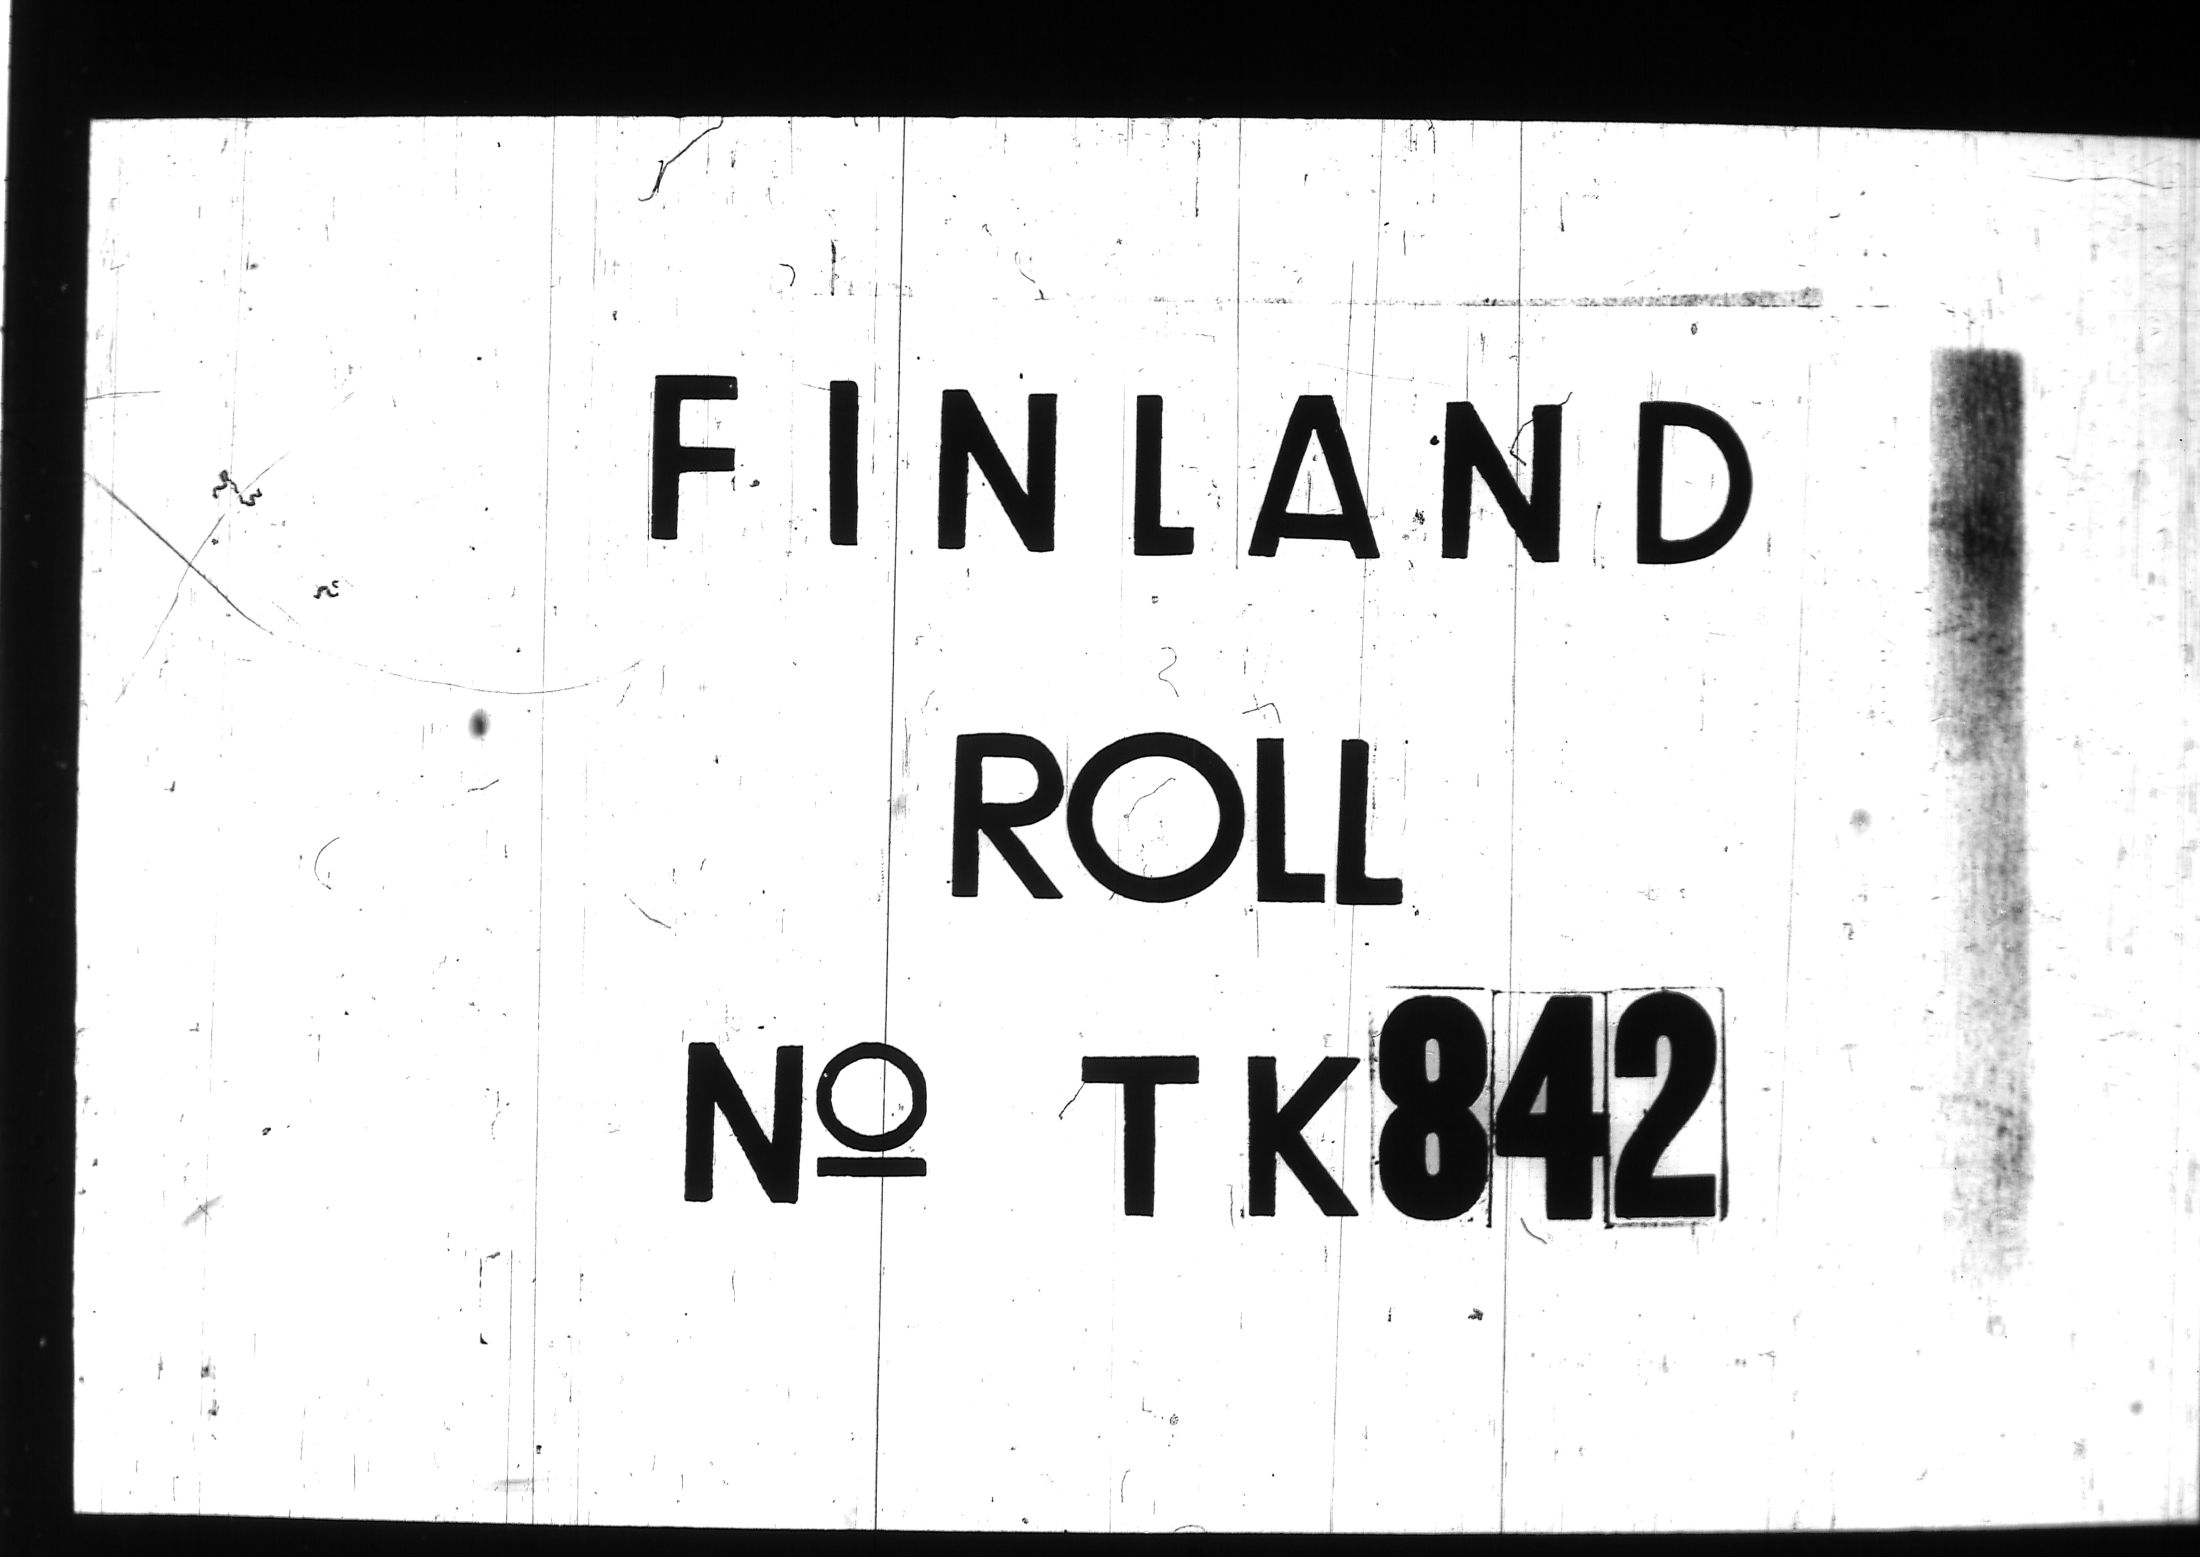 FINLAND
ROLL
Nº TK842